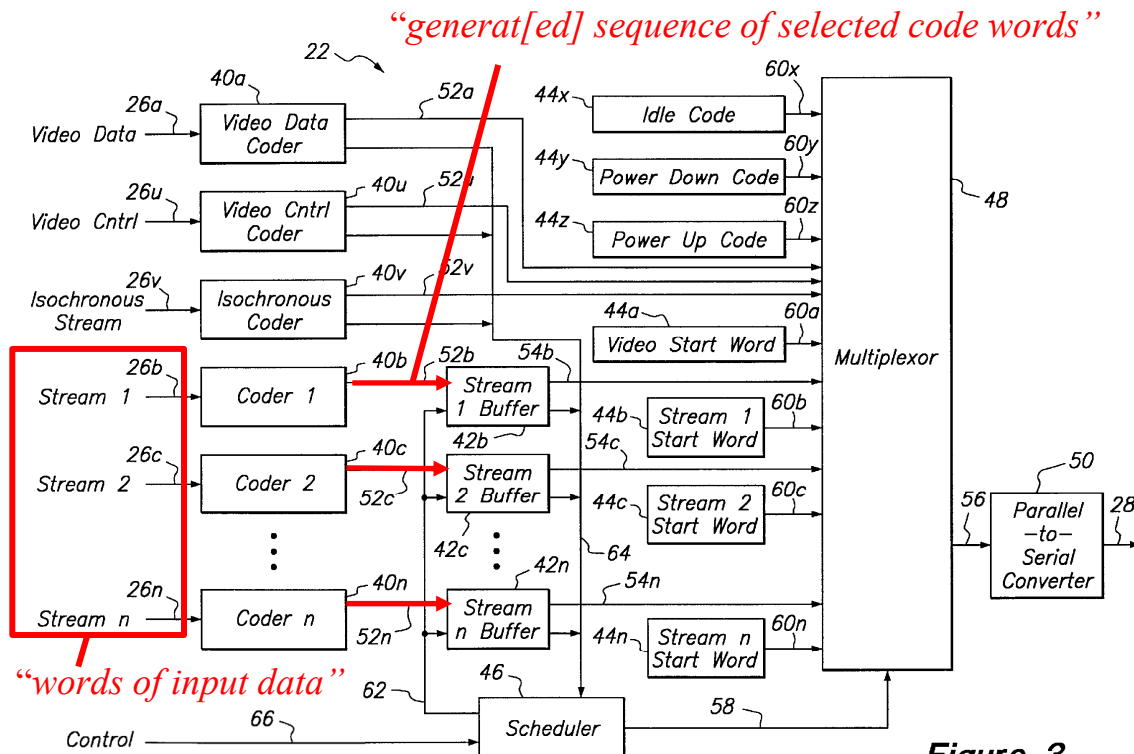 “generat[ed] sequence of selected code words”
22
40a
52a
26a
Video Data
Video Data
Coder
44x
Idle Code
60x
44y
Power Down Code
60y
48
26u
Video Cntrl
40u
Video Cntrl
Coder
52u
44z
Power Up Code
60z
26v
Isochronous
Stream
40v
Isochronous
Coder
52v
44a
Video Start Word
60a
Multiplexor
26b
Stream 1
40b
Coder 1
52b
Stream
1 Buffer
42b
54b
44b
Stream 1
Start Word
60b
26c
Stream 2
40c
Coder 2
52c
Stream
2 Buffer
42c
54c
44c
Stream 2
Start Word
60c
64
50
56
Parallel
-to-
Serial
Converter
28
26n
Stream n
40n
Coder n
52n
42n
Stream
n Buffer
54n
44n
Stream n
Start Word
60n
“words of input data”
62
46
Scheduler
58
66
Control
Figure 3